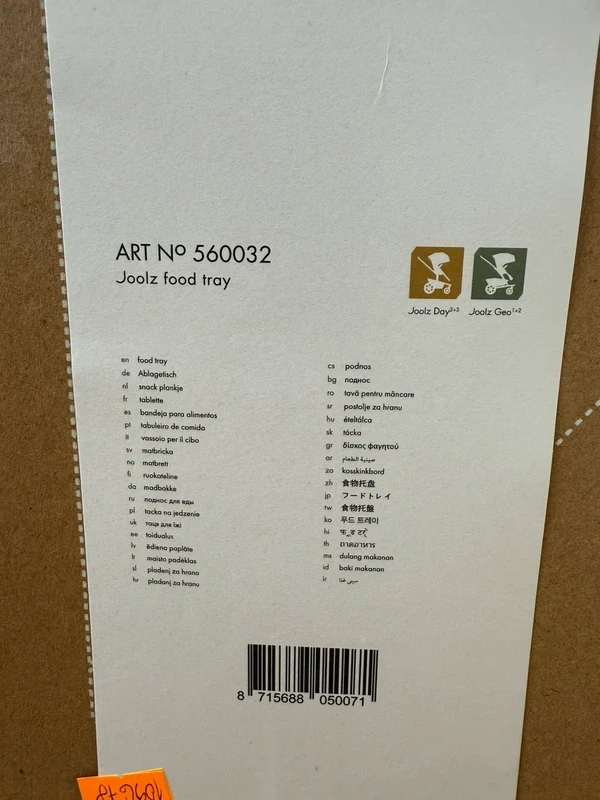 ART Nº 560032
Joolz food tray
Joolz Day²⁺³
Joolz Geo¹⁺²
en food tray
de Ablagetisch
nl snack plankje
fr tablette
es bandeja para alimentos
pt tabuleiro de comida
it vassoio per il cibo
sv matbricka
no matbrett
fi ruokateline
da madbakke
ru поднос для еды
pl tacka na jedzenie
uk таця для їжі
ee toidualus
lv ēdiena paplāte
lt maisto padėklas
sl pladenj za hrano
hr pladanj za hranu
cs podnos
bg поднос
ro tavă pentru mâncare
sr postolje za hranu
hu ételtálca
sk tácka
gr δίσκος φαγητού
ar صينية الطعام
za kosskinkbord
zh 食物托盘
jp フードトレイ
tw 食物托盤
ko 푸드 트레이
hi
th ถาดอาหาร
ms dulang makanan
id baki makanan
ir
8 715688 050071